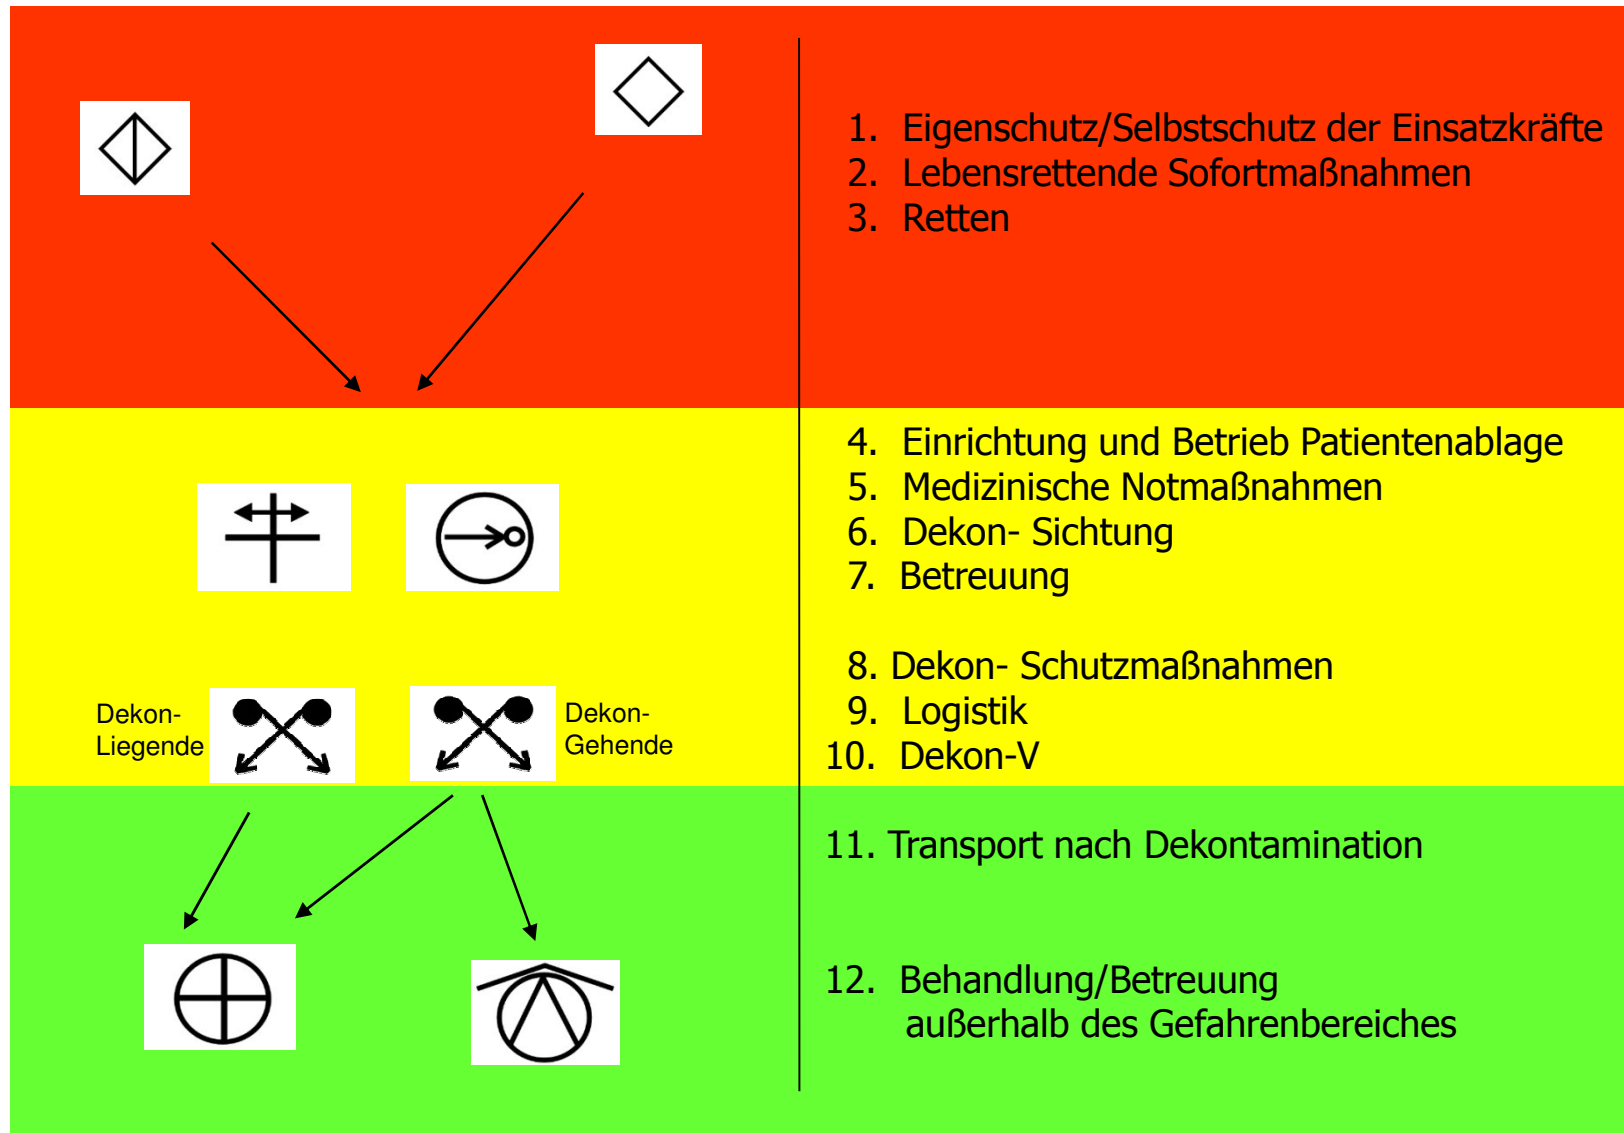 1. Eigenschutz/Selbstschutz der Einsatzkräfte
2. Lebensrettende Sofortmaßnahmen
3. Retten
4. Einrichtung und Betrieb Patientenablage
5. Medizinische Notmaßnahmen
6. Dekon- Sichtung
7. Betreuung
8. Dekon- Schutzmaßnahmen
9. Logistik
10. Dekon-V
Dekon-
Liegende
Dekon-
Gehende
11. Transport nach Dekontamination
12. Behandlung/Betreuung
außerhalb des Gefahrenbereiches